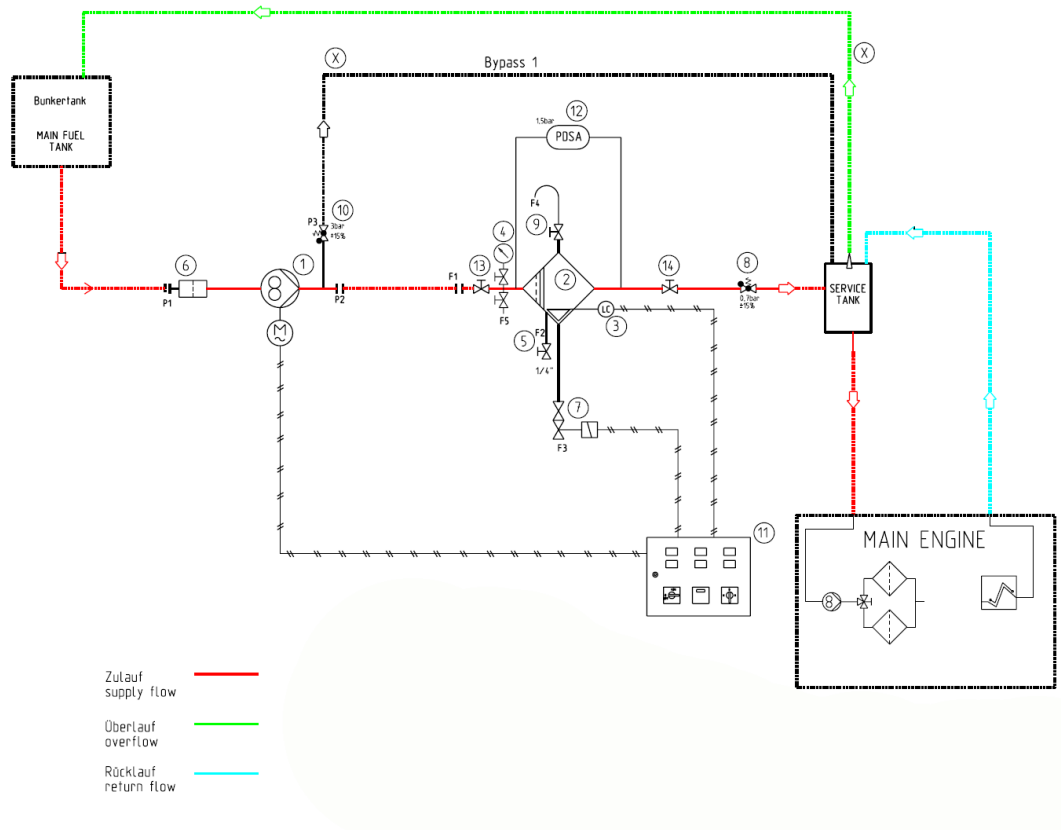 X
X
Bypass 1
Bunkertank
MAIN FUEL
TANK
1,5bar
12
PDSA
F4
P3
10
3bar
±15%
9
4
6
1
F1
13
2
14
8
P1
P2
F5
0,7bar
±15%
SERVICE
TANK
M
~
F2
LC
3
5
1/4"
7
F3
11
MAIN ENGINE
Zulauf
supply flow
Überlauf
overflow
Rücklauf
return flow